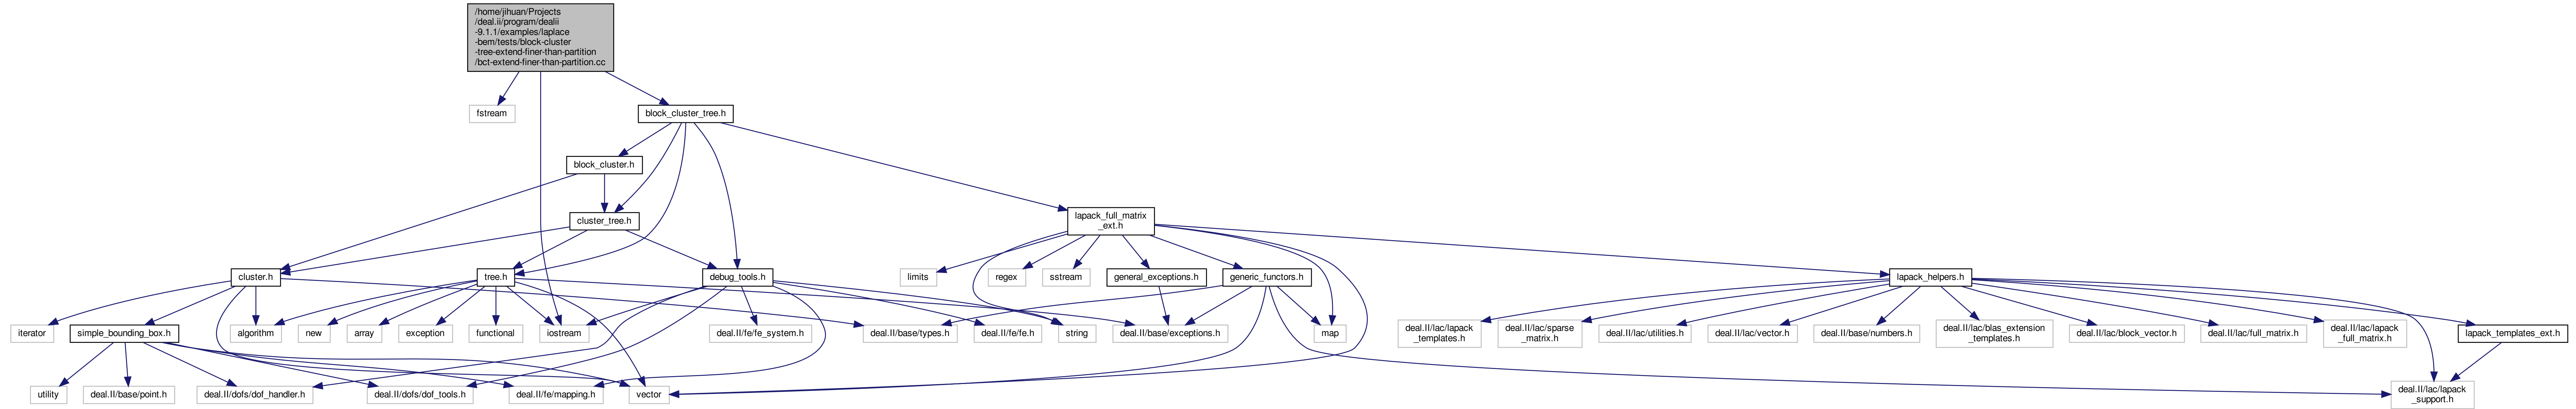 /home/jihuan/Projects
/deal.ii/program/dealii
-9.1.1/examples/laplace
-bem/tests/block-cluster
-tree-extend-finer-than-partition
/bct-extend-finer-than-partition.cc
fstream
block_cluster_tree.h
block_cluster.h
cluster_tree.h
lapack_full_matrix
_ext.h
cluster.h
tree.h
debug_tools.h
limits
regex
sstream
general_exceptions.h
generic_functors.h
lapack_helpers.h
iterator
simple_bounding_box.h
algorithm
new
array
exception
functional
iostream
deal.II/fe/fe_system.h
deal.II/base/types.h
deal.II/fe/fe.h
string
deal.II/base/exceptions.h
map
deal.II/lac/lapack
_templates.h
deal.II/lac/sparse
_matrix.h
deal.II/lac/utilities.h
deal.II/lac/vector.h
deal.II/base/numbers.h
deal.II/lac/blas_extension
_templates.h
deal.II/lac/block_vector.h
deal.II/lac/full_matrix.h
deal.II/lac/lapack
_full_matrix.h
lapack_templates_ext.h
utility
deal.II/base/point.h
deal.II/dofs/dof_handler.h
deal.II/dofs/dof_tools.h
deal.II/fe/mapping.h
vector
deal.II/lac/lapack
_support.h